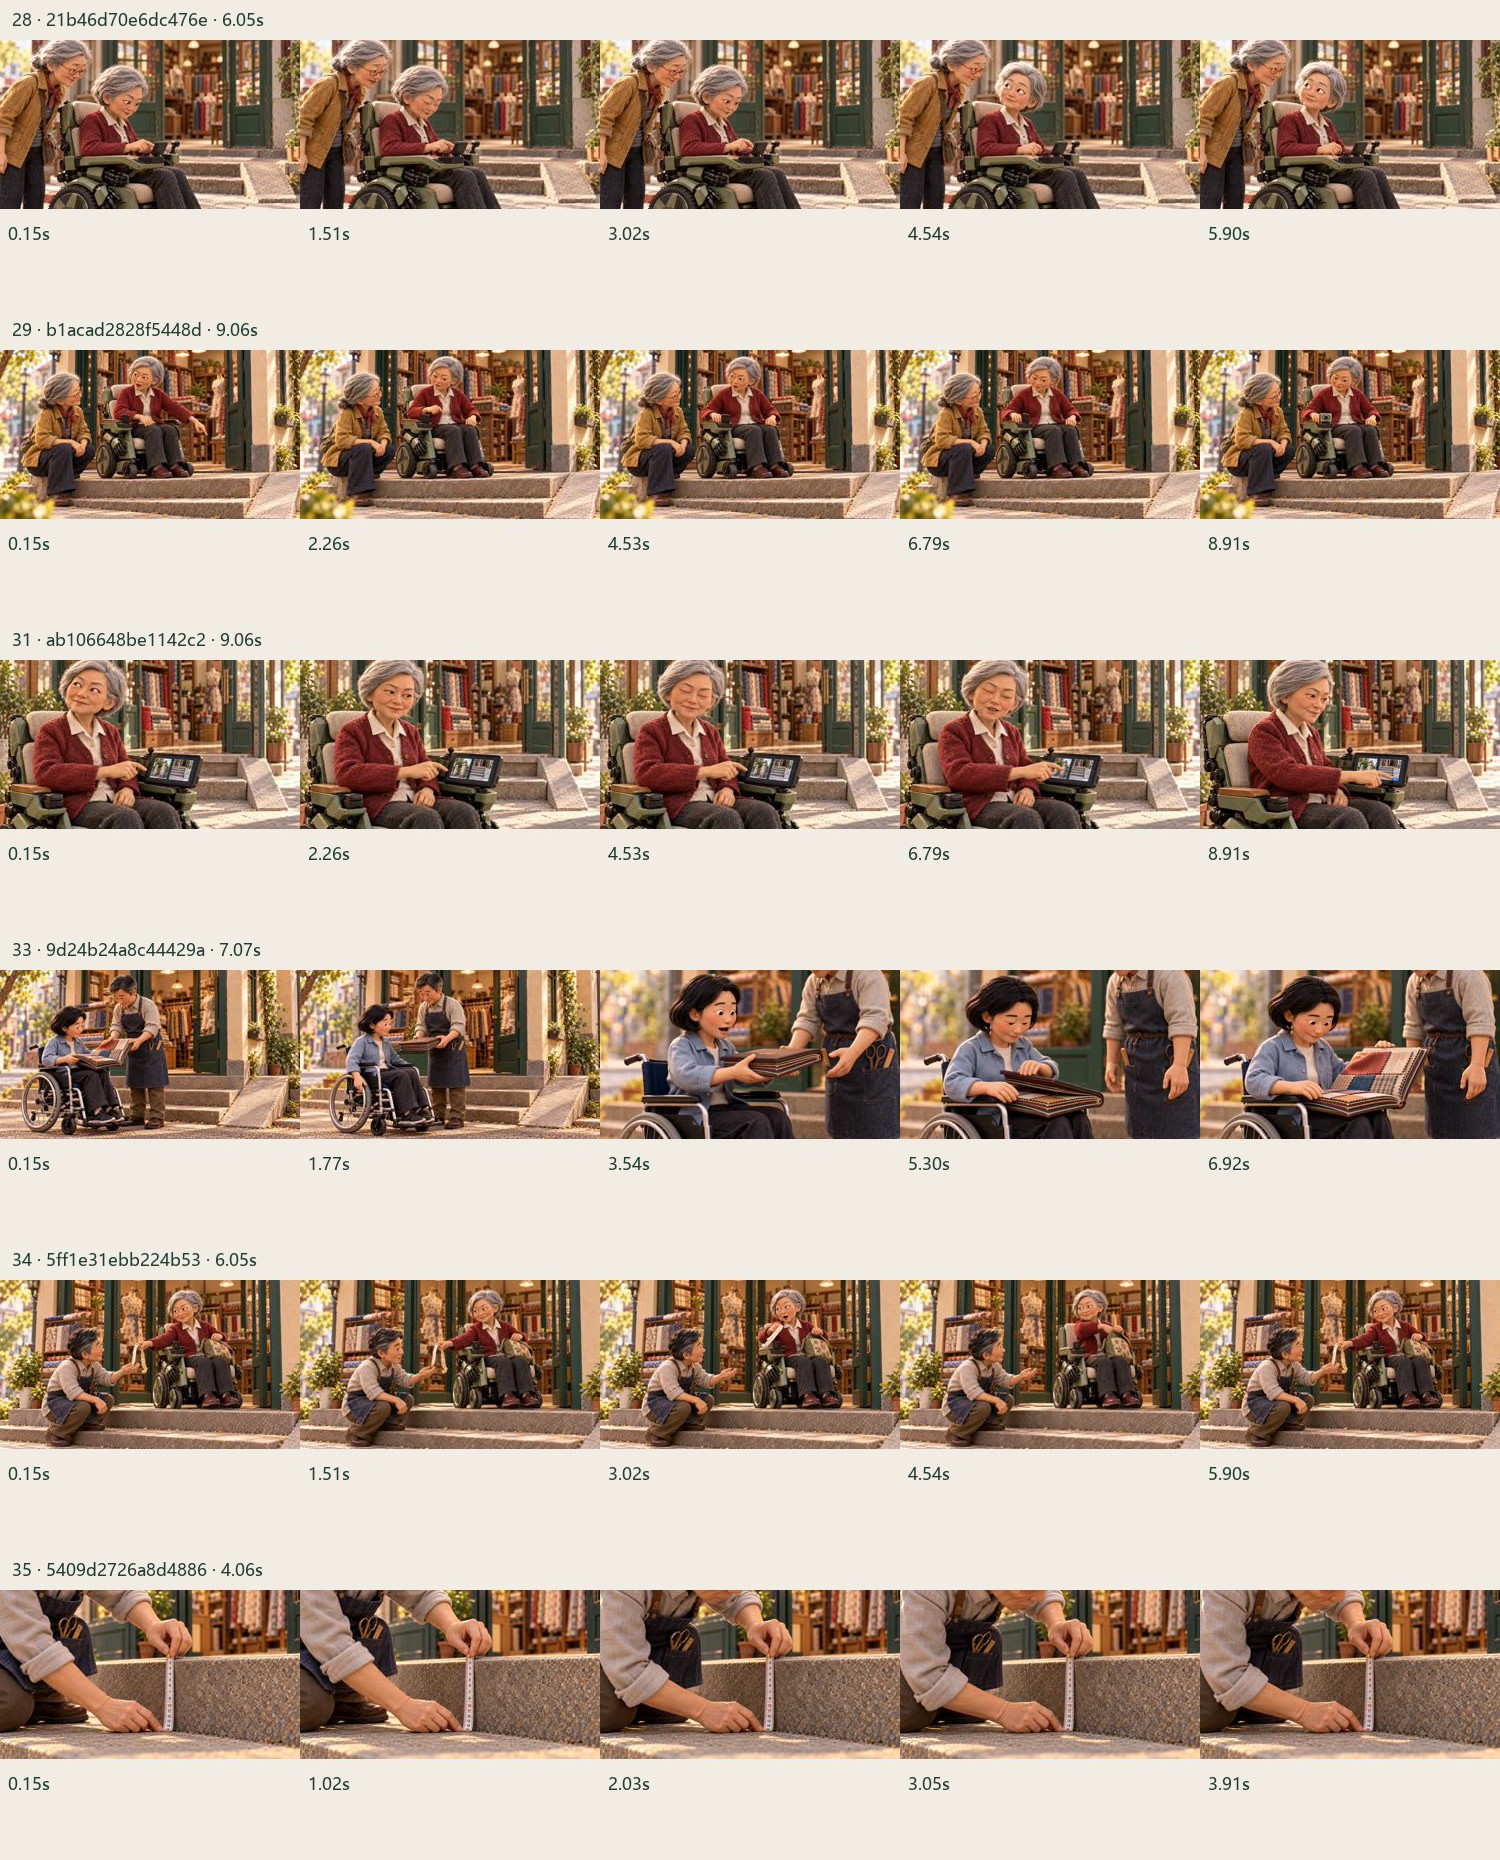 28 · 21b46d70e6dc476e · 6.05s
0.15s 1.51s 3.02s 4.54s 5.90s
29 · b1acad2828f5448d · 9.06s
0.15s 2.26s 4.53s 6.79s 8.91s
31 · ab106648be1142c2 · 9.06s
0.15s 2.26s 4.53s 6.79s 8.91s
33 · 9d24b24a8c44429a · 7.07s
0.15s 1.77s 3.54s 5.30s 6.92s
34 · 5ff1e31ebb224b53 · 6.05s
0.15s 1.51s 3.02s 4.54s 5.90s
35 · 5409d2726a8d4886 · 4.06s
0.15s 1.02s 2.03s 3.05s 3.91s